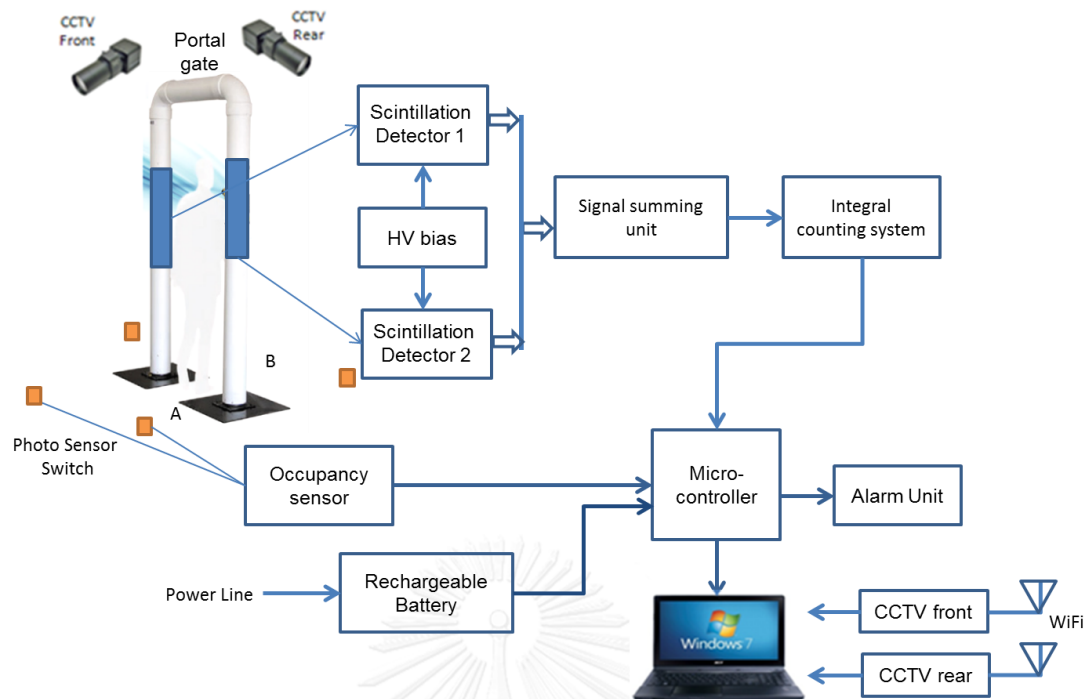 CCTV
Front
CCTV
Rear
Portal
gate
Scintillation
Detector 1
HV bias
Scintillation
Detector 2
Signal summing
unit
Integral
counting system
B
A
Photo Sensor
Switch
Occupancy
sensor
Micro-
controller
Alarm Unit
Power Line
Rechargeable
Battery
Windows 7
CCTV front
WiFi
CCTV rear